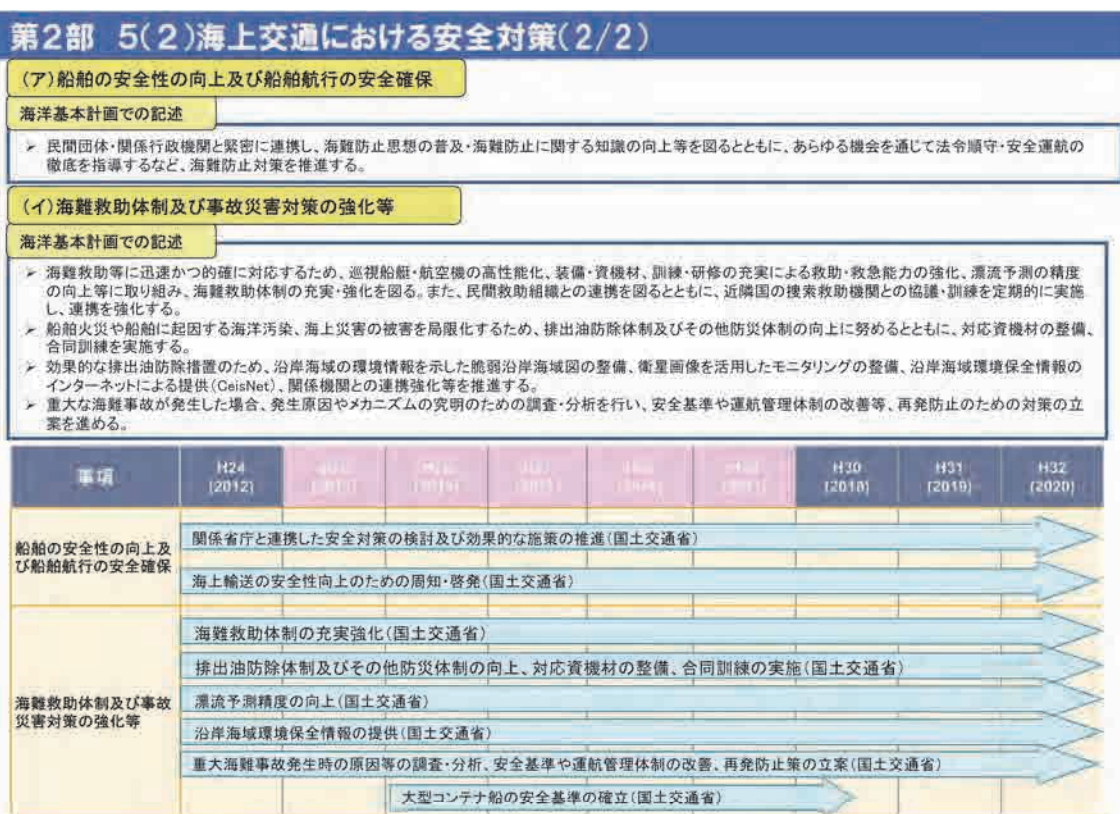 第2部 5(2)海上交通における安全対策(2/2)
(ア)船舶の安全性の向上及び船舶航行の安全確保
海洋基本計画での記述
➢ 民間団体・関係行政機関と緊密に連携し、海難防止思想の普及・海難防止に関する知識の向上等を図るとともに、あらゆる機会を通じて法令順守・安全運航の
徹底を指導するなど、海難防止対策を推進する。
(イ)海難救助体制及び事故災害対策の強化等
海洋基本計画での記述
➢ 海難救助等に迅速かつ的確に対応するため、巡視船艇・航空機の高性能化、装備・資機材、訓練・研修の充実による救助・救急能力の強化、漂流予測の精度
の向上等に取り組み、海難救助体制の充実・強化を図る。また、民間救助組織との連携を図るとともに、近隣国の捜索救助機関との協議・訓練を定期的に実施
し、連携を強化する。
➢ 船舶火災や船舶に起因する海洋汚染、海上災害の被害を局限化するため、排出油防除体制及びその他防災体制の向上に努めるとともに、対応資機材の整備、
合同訓練を実施する。
➢ 効果的な排出油防除措置のため、沿岸海域の環境情報を示した脆弱沿岸海域図の整備、衛星画像を活用したモニタリングの整備、沿岸海域環境保全情報の
インターネットによる提供(CeisNet)、関係機関との連携強化等を推進する。
➢ 重大な海難事故が発生した場合、発生原因やメカニズムの究明のための調査・分析を行い、安全基準や運航管理体制の改善等、再発防止のための対策の立
案を進める。
事項 H24 H30 H31 H32
(2012) (2018) (2019) (2020)
船舶の安全性の向上及
び船舶航行の安全確保
関係省庁と連携した安全対策の検討及び効果的な施策の推進(国土交通省)
海上輸送の安全性向上のための周知・啓発(国土交通省)
海難救助体制及び事故
災害対策の強化等
海難救助体制の充実強化(国土交通省)
排出油防除体制及びその他防災体制の向上、対応資機材の整備、合同訓練の実施(国土交通省)
漂流予測精度の向上(国土交通省)
沿岸海域環境保全情報の提供(国土交通省)
重大海難事故発生時の原因等の調査・分析、安全基準や運航管理体制の改善、再発防止策の立案(国土交通省)
大型コンテナ船の安全基準の確立(国土交通省)